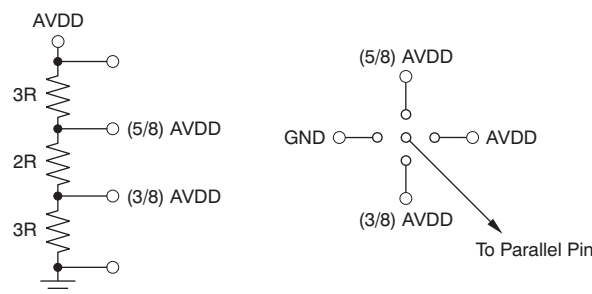 AVDD
3R
(5/8) AVDD
2R
(3/8) AVDD
3R
(5/8) AVDD
GND
AVDD
(3/8) AVDD
To Parallel Pin